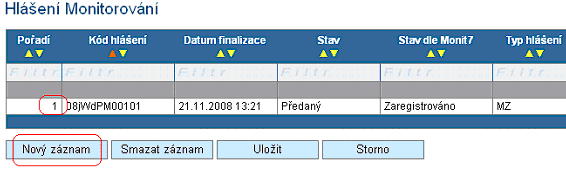 Hlášení Monitorování
Pořadí Kód hlášení Datum finalizace Stav Stav dle Monit7 Typ hlášení
Filtr Filtr Filtr Filtr Filtr Filtr
1 08jWdPM00101 21.11.2008 13:21 Předaný Zaregistrováno MZ
Nový záznam Smazat záznam Uložit Storno